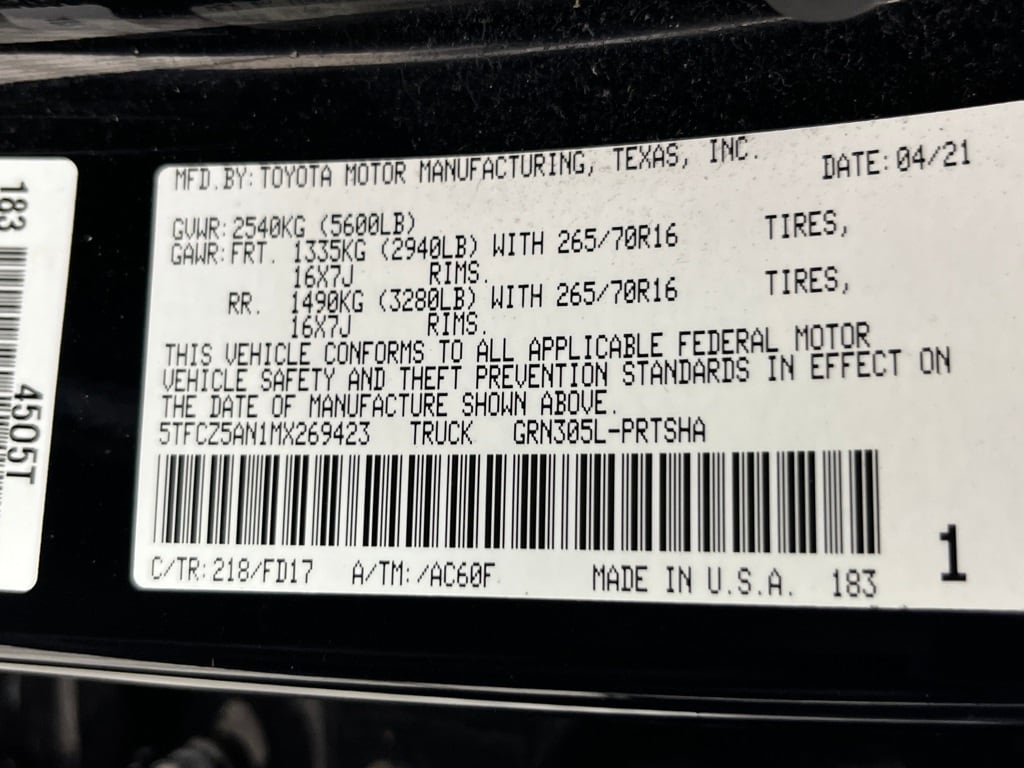 183
4505T
MFD.BY: TOYOTA MOTOR MANUFACTURING, TEXAS, INC. DATE: 04/21
GVWR: 2540KG (5600LB)
GAWR: FRT. 1335KG (2940LB) WITH 265/70R16 TIRES,
16X7J RIMS.
RR. 1490KG (3280LB) WITH 265/70R16 TIRES,
16X7J RIMS.
THIS VEHICLE CONFORMS TO ALL APPLICABLE FEDERAL MOTOR
VEHICLE SAFETY AND THEFT PREVENTION STANDARDS IN EFFECT ON
THE DATE OF MANUFACTURE SHOWN ABOVE.
5TFCZ5AN1MX269423 TRUCK GRN305L-PRTSHA
C/TR: 218/FD17 A/TM: /AC60F MADE IN U.S.A. 183 1